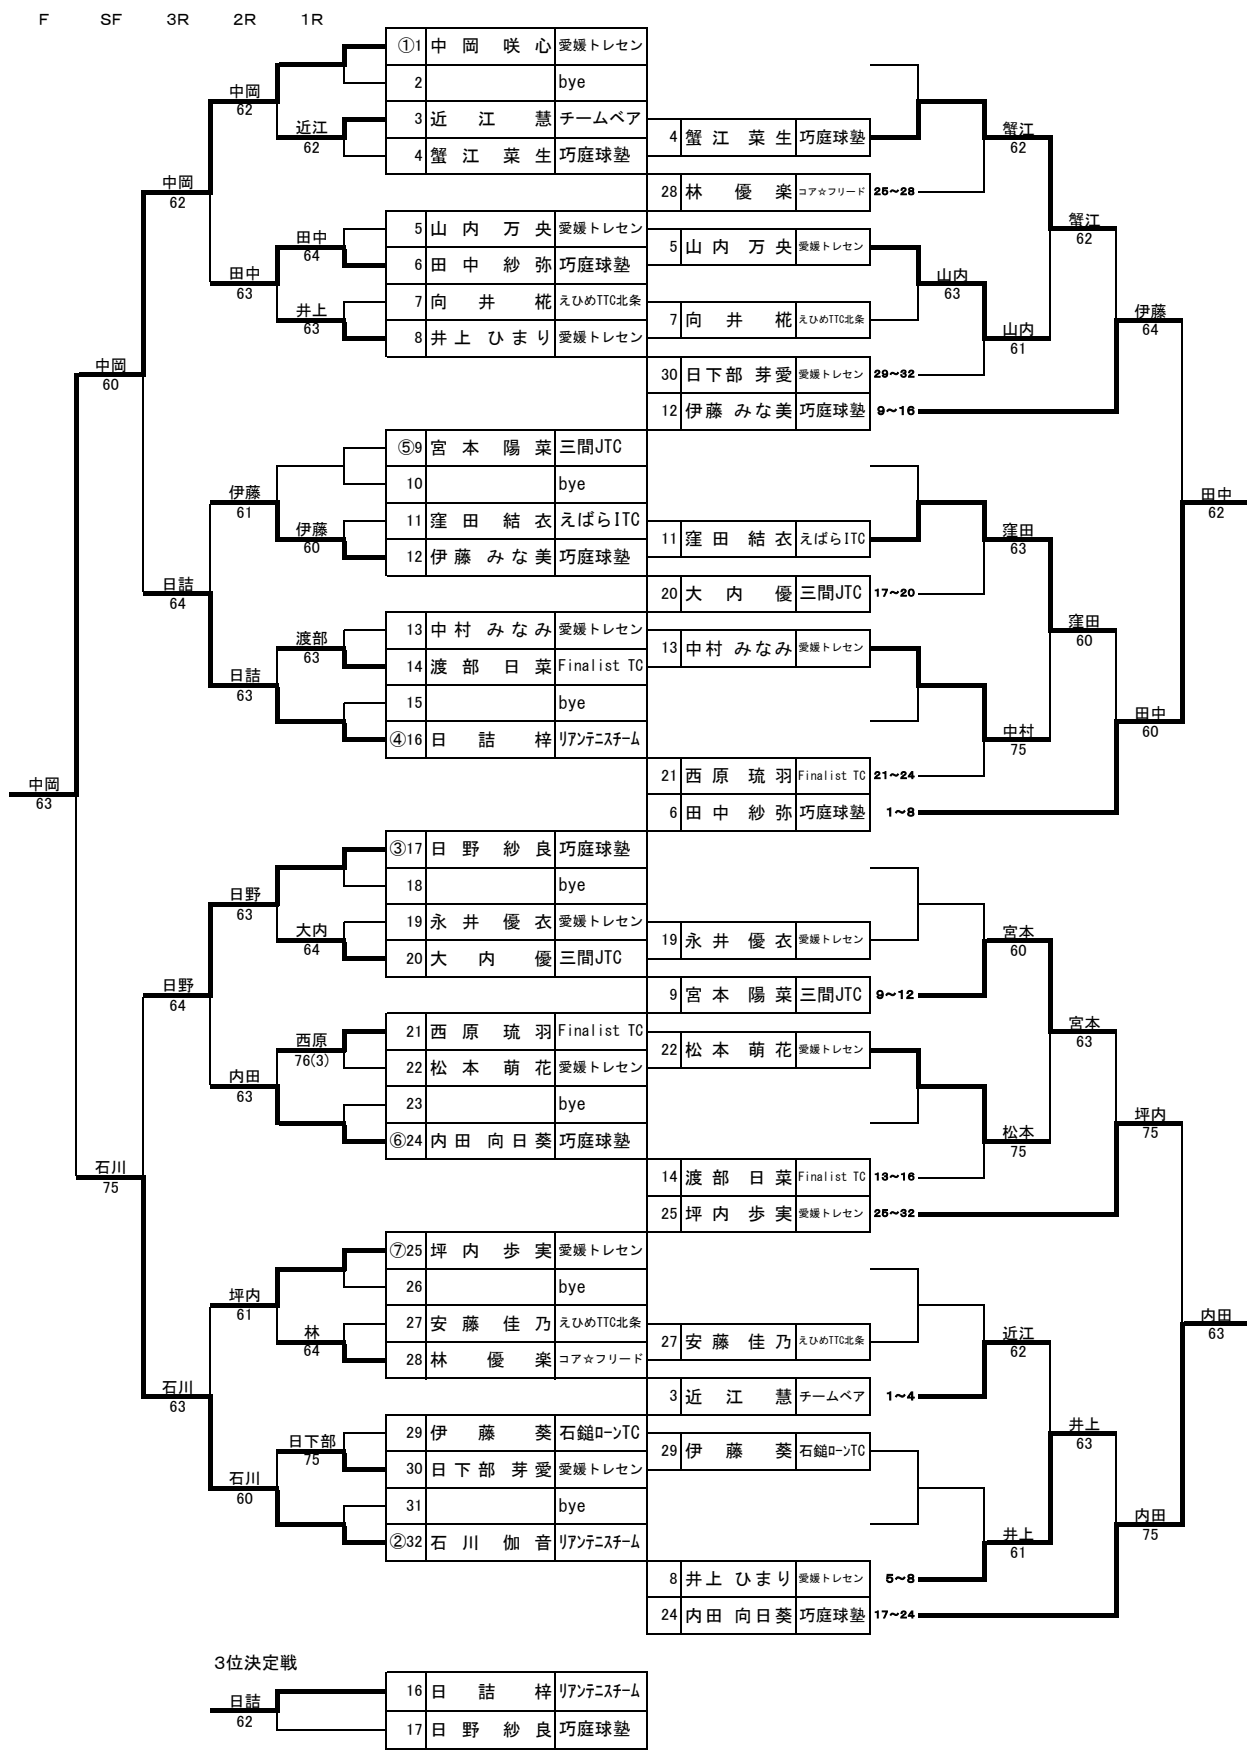 F SF 3R 2R 1R
①1 中岡 咲心 愛媛トレセン
2 bye
中岡
62
3 近江 慧 チームベア
近江
62
4 蟹江 菜生 巧庭球塾
4 蟹江 菜生 巧庭球塾
蟹江
62
中岡
62
28 林 優楽 コア☆フリード 25~28
5 山内 万央 愛媛トレセン
5 山内 万央 愛媛トレセン
蟹江
62
田中
64
6 田中 紗弥 巧庭球塾
田中
63
山内
63
7 向井 椛 えひめTTC北条
7 向井 椛 えひめTTC北条
井上
63
8 井上 ひまり 愛媛トレセン
山内
61
伊藤
64
中岡
60
30 日下部 芽愛 愛媛トレセン 29~32
12 伊藤 みな美 巧庭球塾 9~16
⑤9 宮本 陽菜 三間JTC
10 bye
伊藤
61
田中
62
11 窪田 結衣 えばらITC
11 窪田 結衣 えばらITC
伊藤
60
窪田
63
12 伊藤 みな美 巧庭球塾
日詰
64
20 大内 優 三間JTC 17~20
13 中村 みなみ 愛媛トレセン
13 中村 みなみ 愛媛トレセン
窪田
60
渡部
63
14 渡部 日菜 Finalist TC
日詰
63
15 bye
田中
60
④16 日詰 梓 リアンテニスチーム
中村
75
中岡
63
21 西原 琉羽 Finalist TC 21~24
6 田中 紗弥 巧庭球塾 1~8
③17 日野 紗良 巧庭球塾
18 bye
日野
63
19 永井 優衣 愛媛トレセン
19 永井 優衣 愛媛トレセン
大内
64
宮本
60
20 大内 優 三間JTC
日野
64
9 宮本 陽菜 三間JTC 9~12
21 西原 琉羽 Finalist TC
22 松本 萌花 愛媛トレセン
宮本
63
西原
76(3)
22 松本 萌花 愛媛トレセン
内田
63
23 bye
坪内
75
⑥24 内田 向日葵 巧庭球塾
松本
75
石川
75
14 渡部 日菜 Finalist TC 13~16
25 坪内 歩実 愛媛トレセン 25~32
⑦25 坪内 歩実 愛媛トレセン
26 bye
坪内
61
内田
63
27 安藤 佳乃 えひめTTC北条
27 安藤 佳乃 えひめTTC北条
林
64
近江
62
28 林 優楽 コア☆フリード
石川
63
3 近江 慧 チームベア 1~4
29 伊藤 葵 石鎚ローンTC
29 伊藤 葵 石鎚ローンTC
井上
63
日下部
75
30 日下部 芽愛 愛媛トレセン
石川
60
31 bye
内田
75
②32 石川 伽音 リアンテニスチーム
井上
61
8 井上 ひまり 愛媛トレセン 5~8
24 内田 向日葵 巧庭球塾 17~24
3位決定戦
16 日詰 梓 リアンテニスチーム
日詰
62
17 日野 紗良 巧庭球塾